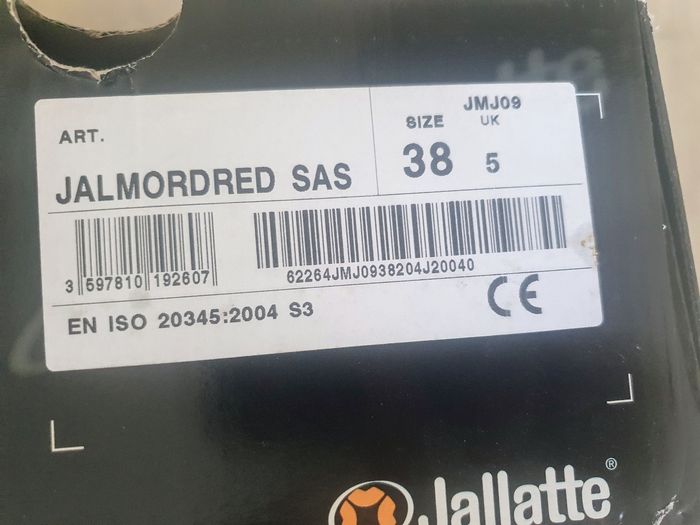 ART.
JALMORDRED SAS
JMJ09
SIZE UK
38 5
3 597810 192607
62264JMJ0938204J20040
EN ISO 20345:2004 S3
CE
Jallatte®